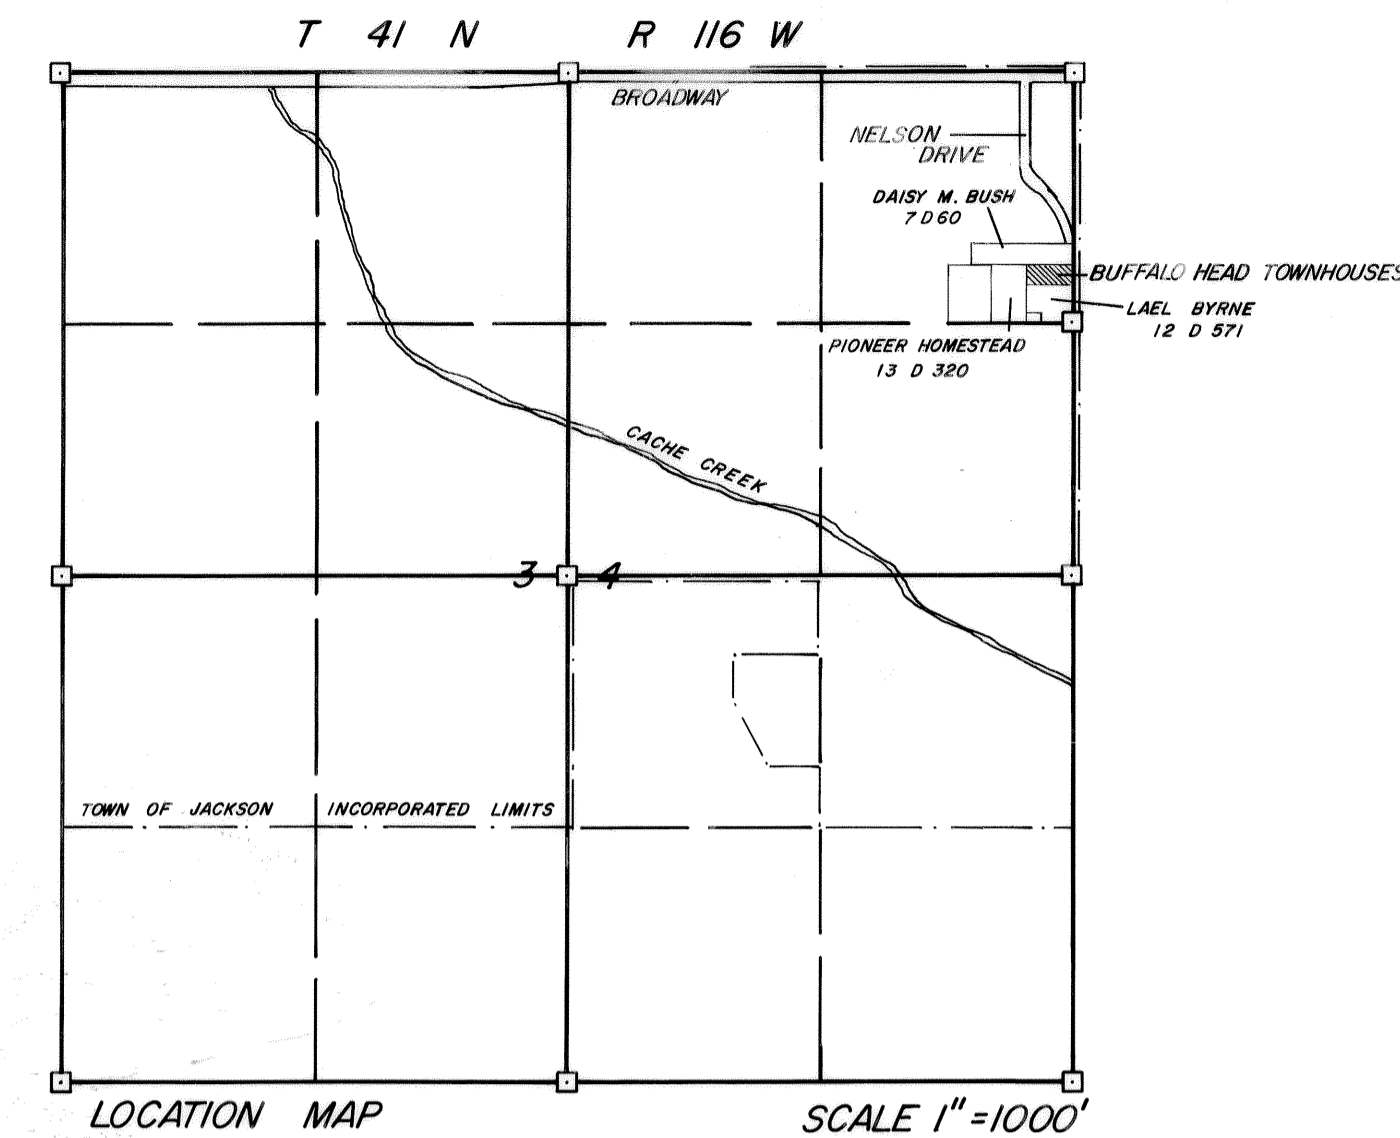 T 41 N R 116 W
BROADWAY
NELSON
DRIVE
DAISY M. BUSH
7 D 60
BUFFALO HEAD TOWNHOUSES
LAEL BYRNE
12 D 571
PIONEER HOMESTEAD
13 D 320
CACHE CREEK
3 4
TOWN OF JACKSON INCORPORATED LIMITS
LOCATION MAP
SCALE 1" = 1000'